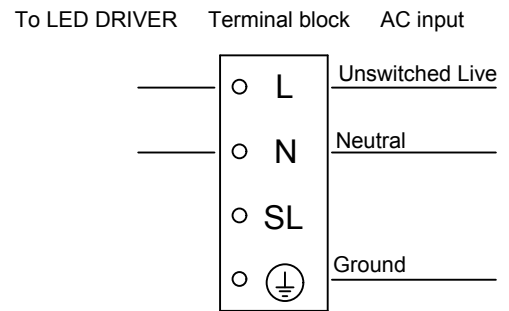 To LED DRIVER Terminal block AC input
L Unswitched Live
N Neutral
SL
Ground